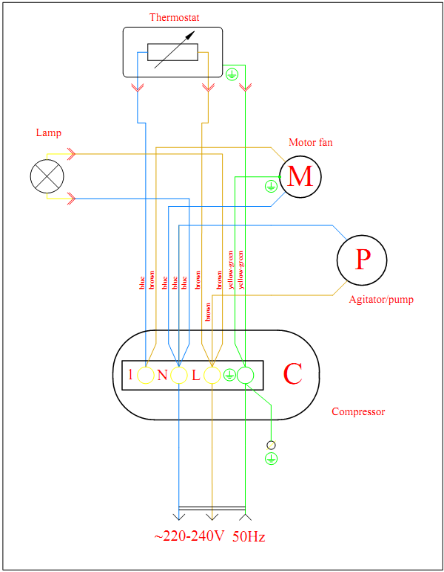 Thermostat
Lamp
Motor fan
M
P
Agitator/pump
blue
brown
blue
blue
blue
brown
brown
yellow-green
yellow-green
1 N L
C
Compressor
~220-240V 50Hz